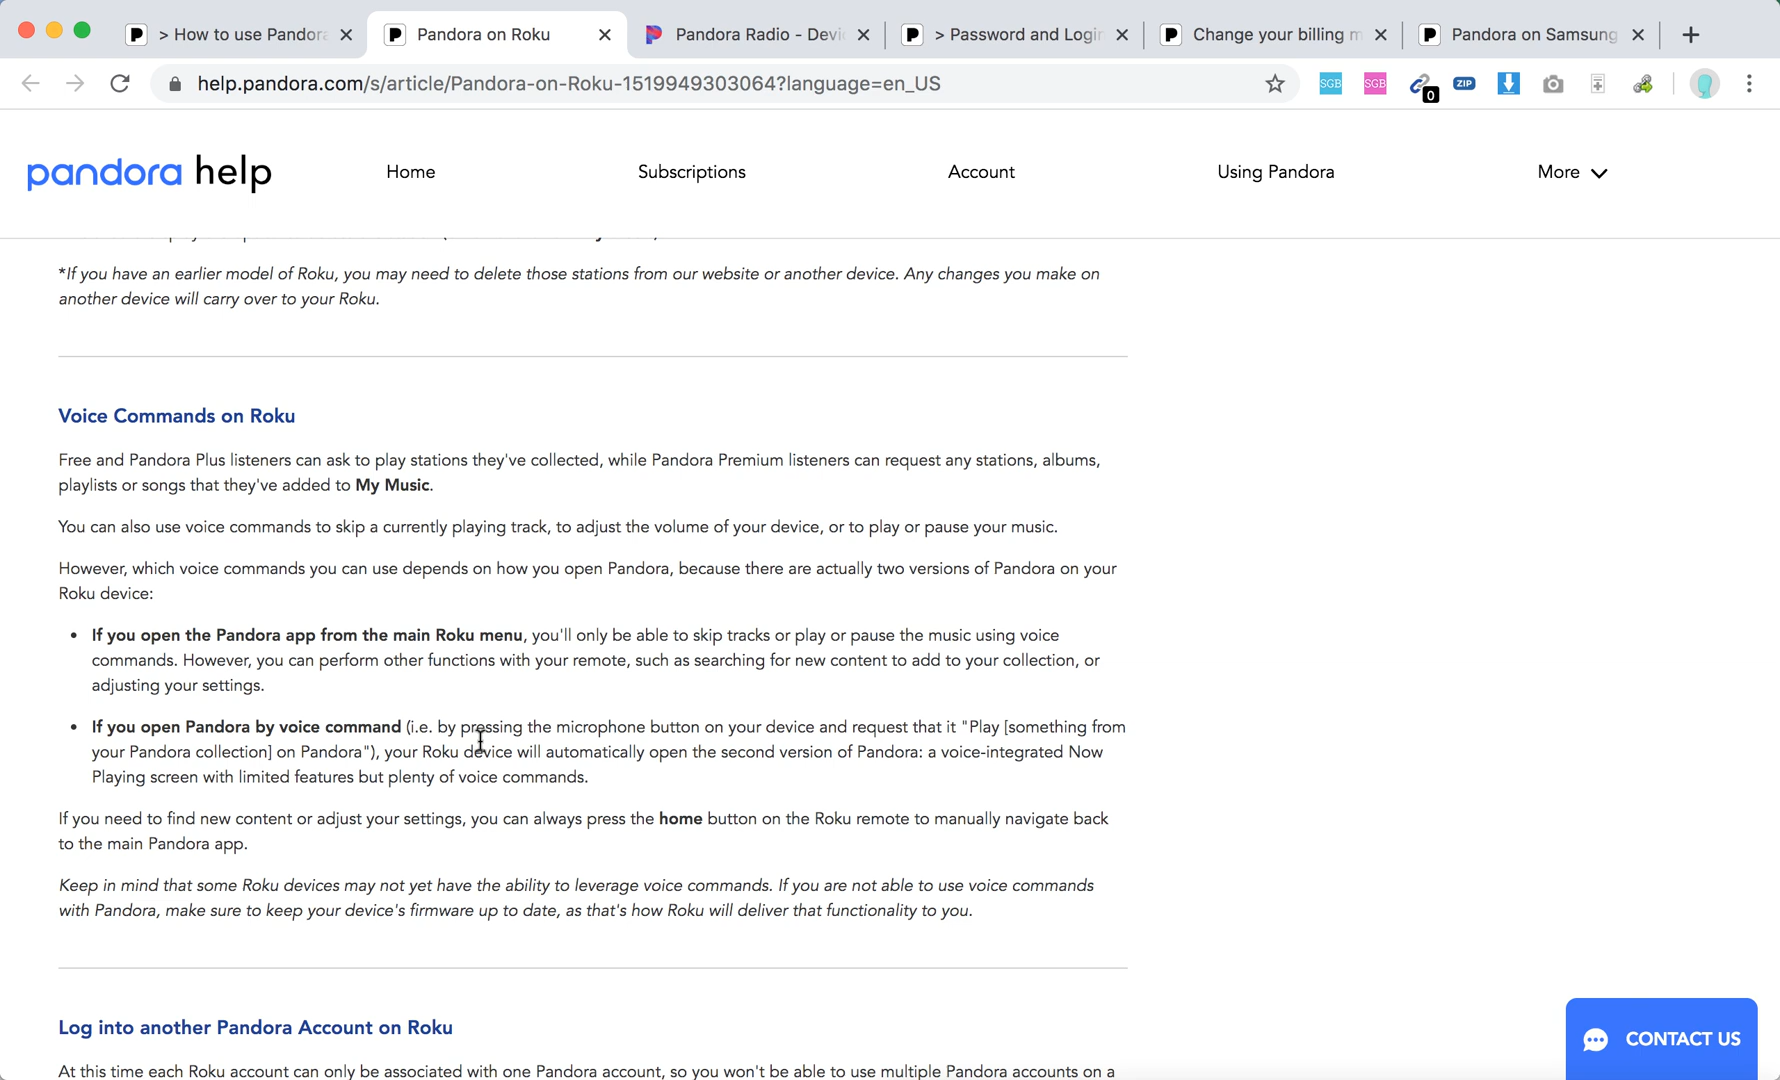 > How to use Pandora
Pandora on Roku
Pandora Radio - Devi
> Password and Login
Change your billing m
Pandora on Samsung
help.pandora.com/s/article/Pandora-on-Roku-1519949303064?language=en_US
SGB
SGB
0
ZIP
pandora help
Home
Subscriptions
Account
Using Pandora
More
*If you have an earlier model of Roku, you may need to delete those stations from our website or another device. Any changes you make on
another device will carry over to your Roku.
Voice Commands on Roku
Free and Pandora Plus listeners can ask to play stations they've collected, while Pandora Premium listeners can request any stations, albums,
playlists or songs that they've added to My Music.
You can also use voice commands to skip a currently playing track, to adjust the volume of your device, or to play or pause your music.
However, which voice commands you can use depends on how you open Pandora, because there are actually two versions of Pandora on your
Roku device:
• If you open the Pandora app from the main Roku menu, you'll only be able to skip tracks or play or pause the music using voice
commands. However, you can perform other functions with your remote, such as searching for new content to add to your collection, or
adjusting your settings.
• If you open Pandora by voice command (i.e. by pressing the microphone button on your device and request that it "Play [something from
your Pandora collection] on Pandora"), your Roku device will automatically open the second version of Pandora: a voice-integrated Now
Playing screen with limited features but plenty of voice commands.
If you need to find new content or adjust your settings, you can always press the home button on the Roku remote to manually navigate back
to the main Pandora app.
Keep in mind that some Roku devices may not yet have the ability to leverage voice commands. If you are not able to use voice commands
with Pandora, make sure to keep your device's firmware up to date, as that's how Roku will deliver that functionality to you.
Log into another Pandora Account on Roku
At this time each Roku account can only be associated with one Pandora account, so you won't be able to use multiple Pandora accounts on a
CONTACT US